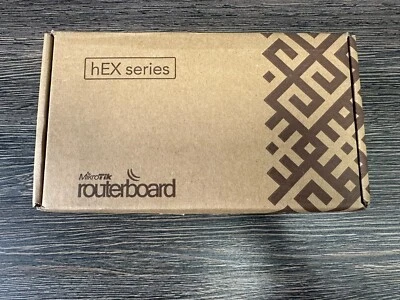 hEX series
MikroTik
routerboard